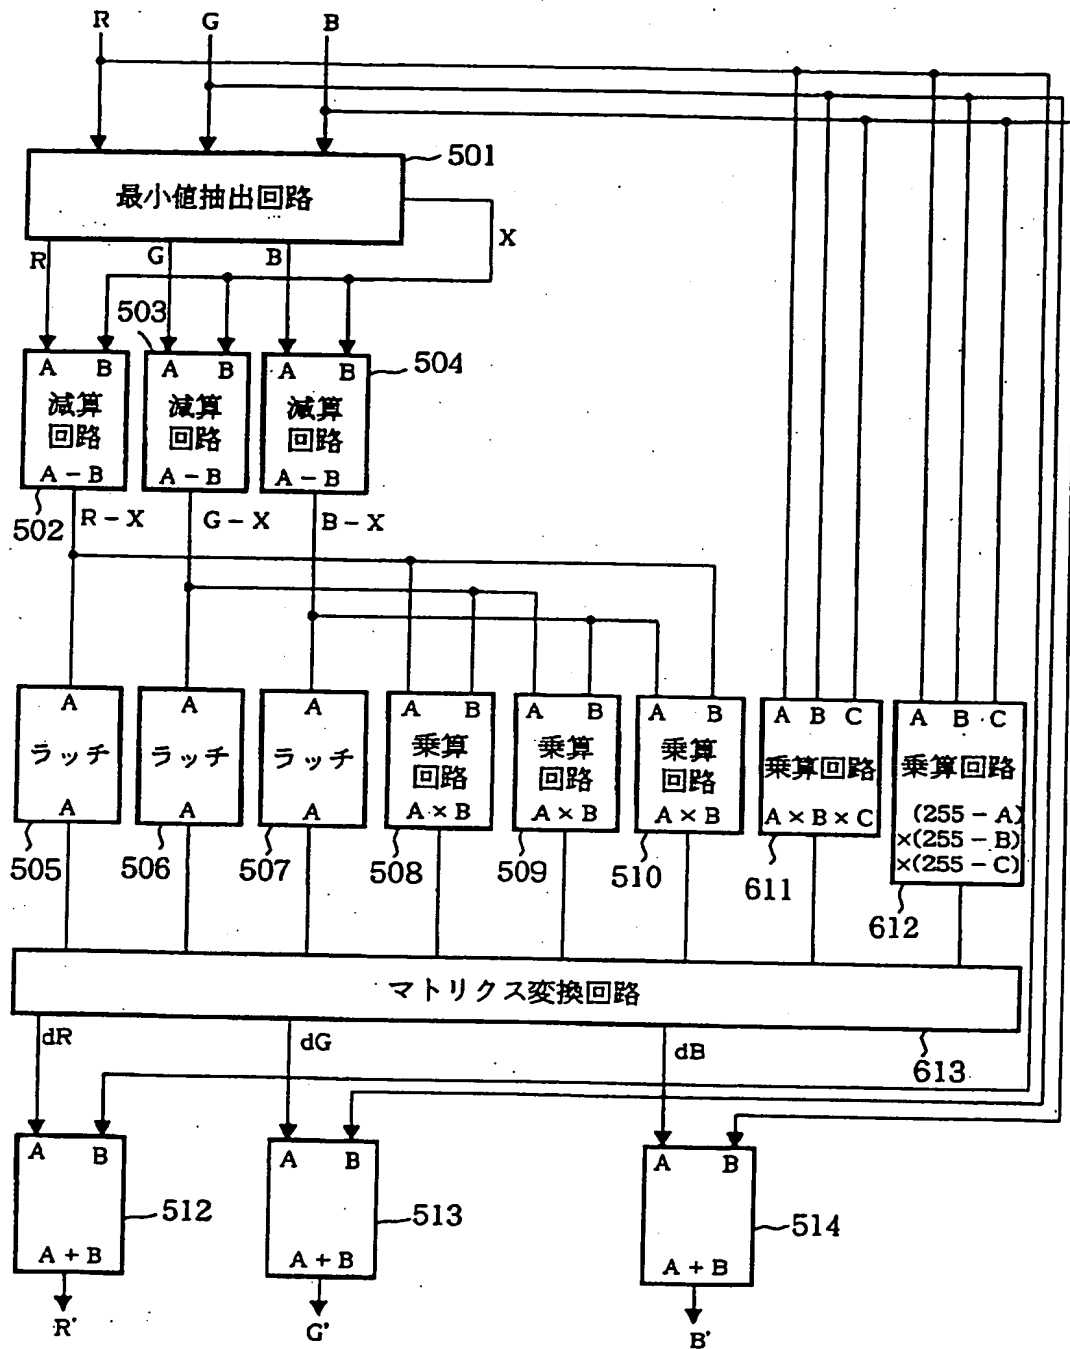 R G B
501
最小値抽出回路
X
R G B
503
504
A B A B A B
減算 減算 減算
回路 回路 回路
A − B A − B A − B
502 R − X G − X B − X
A A A A B A B A B A B C A B C
ラッチ ラッチ ラッチ 乗算 乗算 乗算 乗算回路 乗算回路
回路 回路 回路
A A A A × B A × B A × B A × B × C (255 − A)
×(255 − B)
×(255 − C)
505 506 507 508 509 510 611
612
マトリクス変換回路
dR dG dB
613
A B A B A B
512 513 514
A + B A + B A + B
R' G' B'